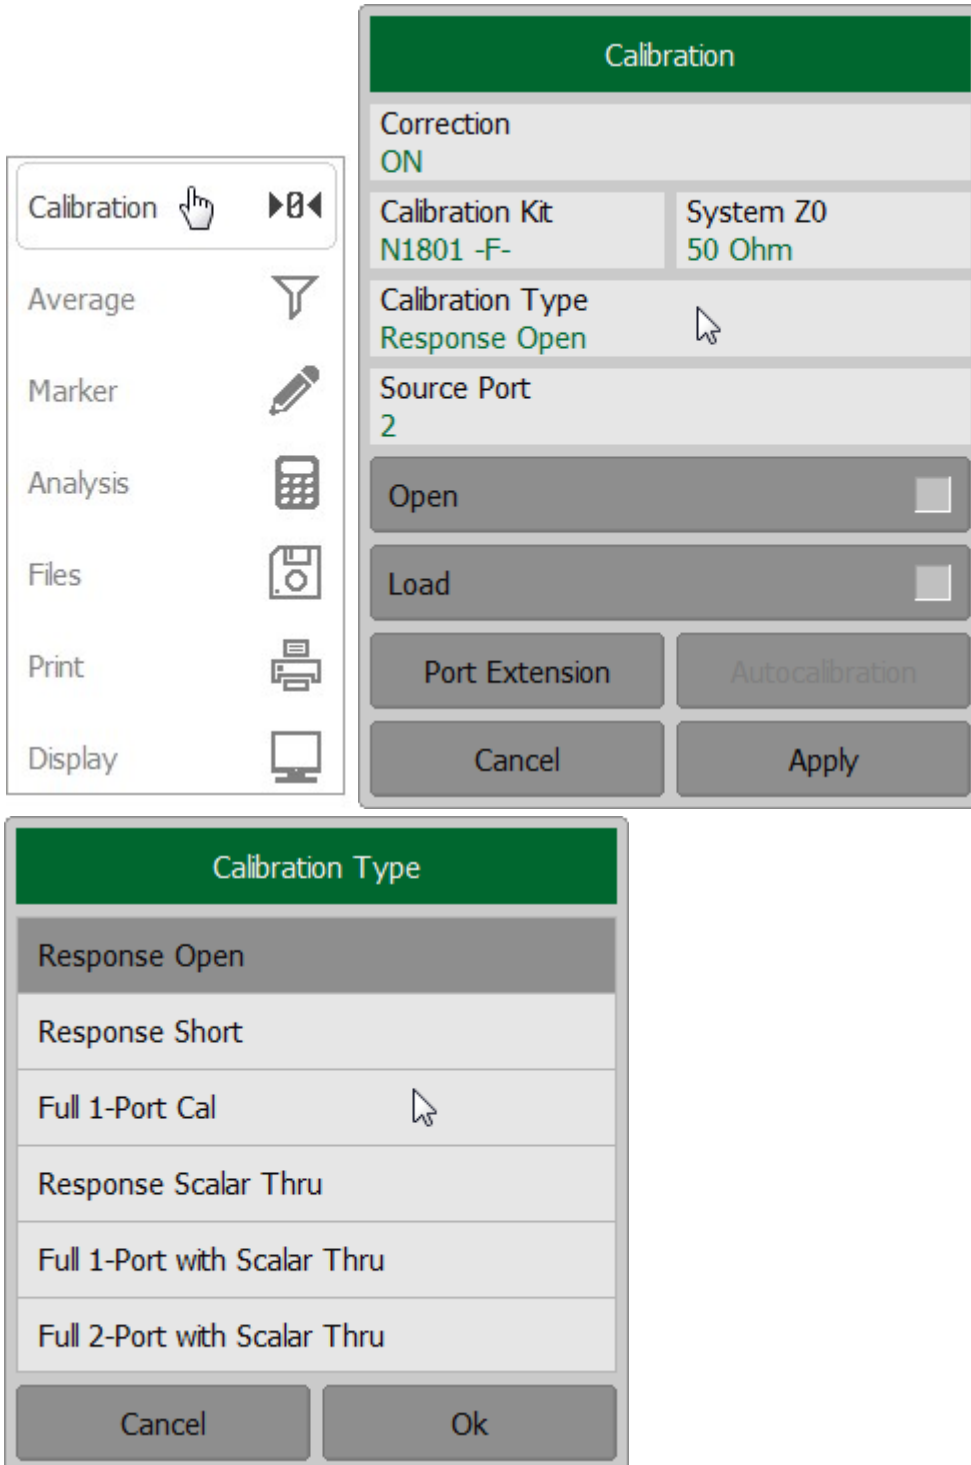 Calibration
Average
Marker
Analysis
Files
Print
Display
Calibration
Correction
ON
Calibration Kit
N1801 -F-
System Z0
50 Ohm
Calibration Type
Response Open
Source Port
2
Open
Load
Port Extension
Autocalibration
Cancel
Apply
Calibration Type
Response Open
Response Short
Full 1-Port Cal
Response Scalar Thru
Full 1-Port with Scalar Thru
Full 2-Port with Scalar Thru
Cancel
Ok